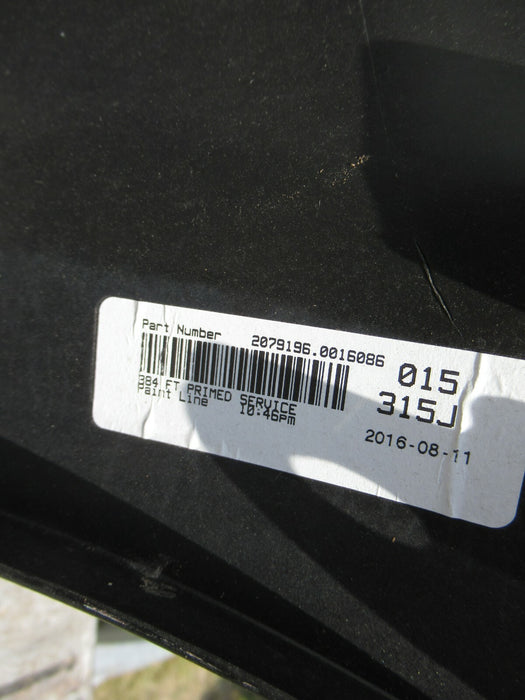 Part Number 2079196.0016086
015
315J
384 FT PRIMED SERVICE
Paint Line 10:46pm
2016-08-11